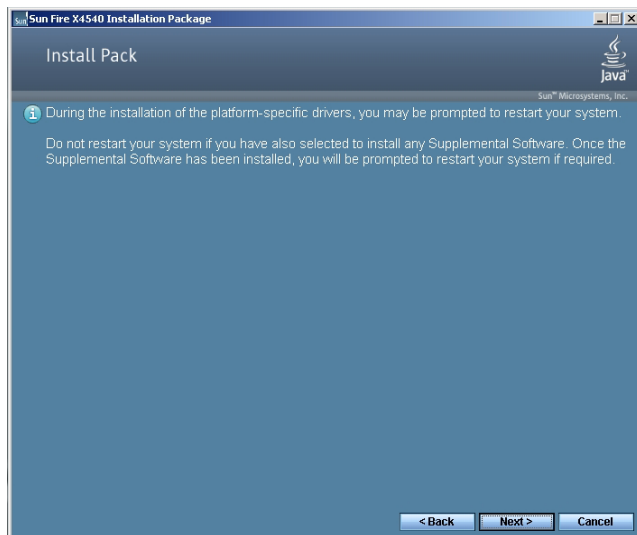 Sun Sun Fire X4540 Installation Package
Install Pack
Java™
Sun™ Microsystems, Inc.
During the installation of the platform-specific drivers, you may be prompted to restart your system.
Do not restart your system if you have also selected to install any Supplemental Software. Once the
Supplemental Software has been installed, you will be prompted to restart your system if required.
< Back Next > Cancel